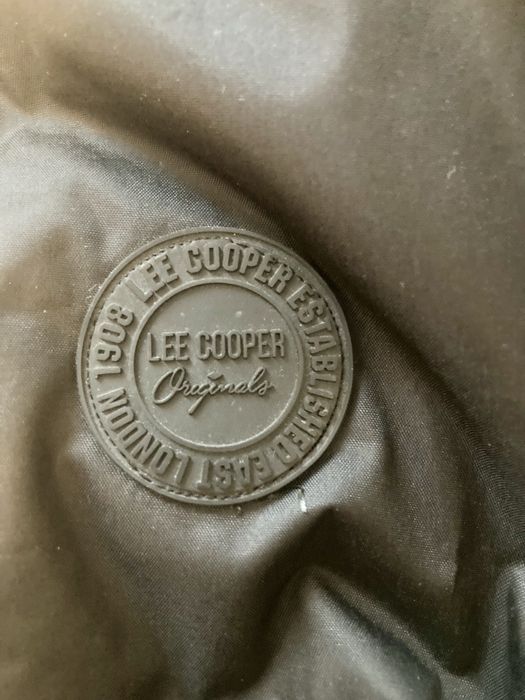 LEE COOPER ESTABLISHED EAST LONDON 1908
LEE COOPER
Originals